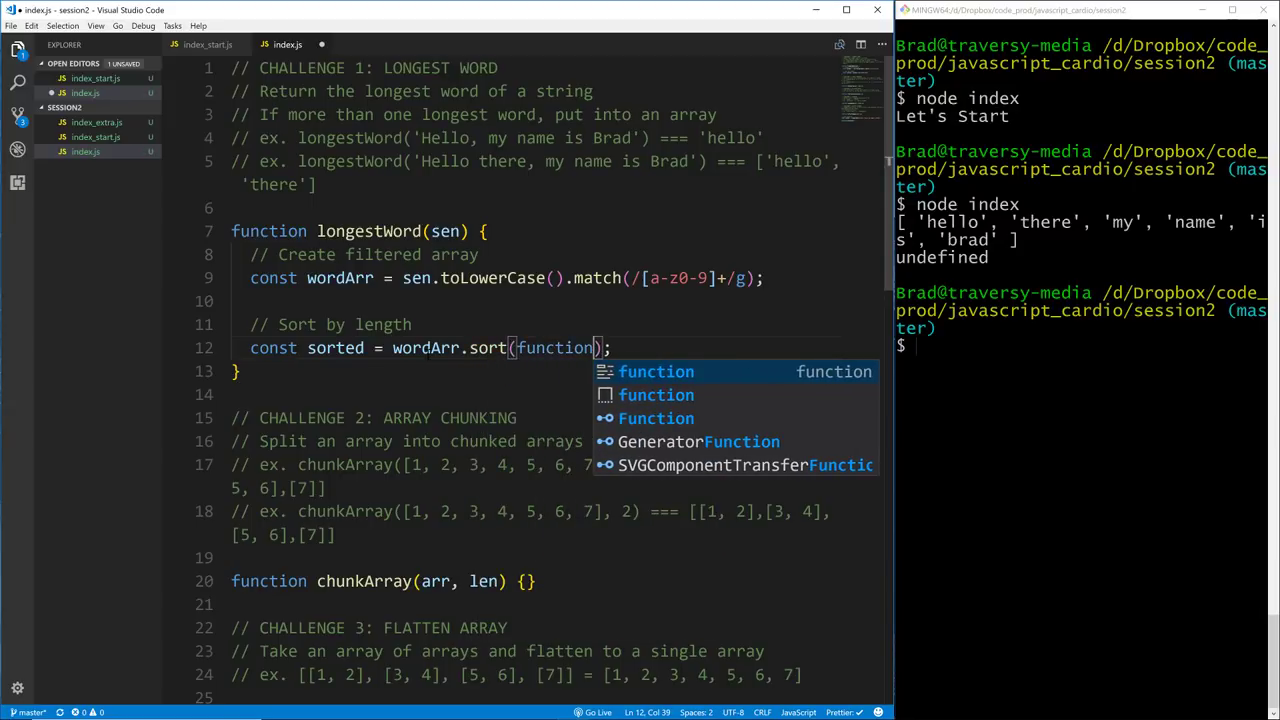 index.js - session2 - Visual Studio Code
File Edit Selection View Go Debug Tasks Help
EXPLORER
OPEN EDITORS 1 UNSAVED
index_start.js U
index.js U
SESSION2
index_extra.js U
index_start.js U
index.js U
index_start.js index.js
1 // CHALLENGE 1: LONGEST WORD
2 // Return the longest word of a string
3 // If more than one longest word, put into an array
4 // ex. longestWord('Hello, my name is Brad') === 'hello'
5 // ex. longestWord('Hello there, my name is Brad') === ['hello',
'there']
6
7 function longestWord(sen) {
8 // Create filtered array
9 const wordArr = sen.toLowerCase().match(/[a-z0-9]+/g);
10
11 // Sort by length
12 const sorted = wordArr.sort(function);
13 }
function function
function
Function
GeneratorFunction
SVGComponentTransferFunctic
14
15 // CHALLENGE 2: ARRAY CHUNKING
16 // Split an array into chunked arrays
17 // ex. chunkArray([1, 2, 3, 4, 5, 6, 7
5, 6],[7]]
18 // ex. chunkArray([1, 2, 3, 4, 5, 6, 7], 2) === [[1, 2],[3, 4],
[5, 6],[7]]
19
20 function chunkArray(arr, len) {}
21
22 // CHALLENGE 3: FLATTEN ARRAY
23 // Take an array of arrays and flatten to a single array
24 // ex. [[1, 2], [3, 4], [5, 6], [7]] = [1, 2, 3, 4, 5, 6, 7]
25
master* 0 0 Go Live Ln 12, Col 39 Spaces: 2 UTF-8 CRLF JavaScript Prettier: ✓
MINGW64:/d/Dropbox/code_prod/javascript_cardio/session2
Brad@traversy-media /d/Dropbox/code_
prod/javascript_cardio/session2 (mas
ter)
$ node index
Let's Start
Brad@traversy-media /d/Dropbox/code_
prod/javascript_cardio/session2 (mas
ter)
$ node index
[ 'hello', 'there', 'my', 'name', 'i
s', 'brad' ]
undefined
Brad@traversy-media /d/Dropbox/code_
prod/javascript_cardio/session2 (mas
ter)
$